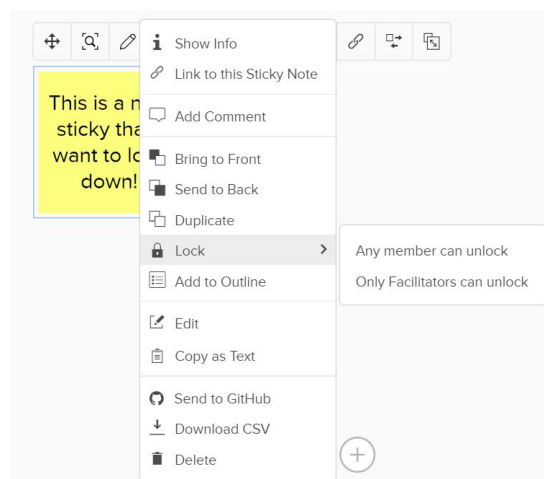 Show Info
Link to this Sticky Note
This is a n
sticky tha
want to lo
down!
Add Comment
Bring to Front
Send to Back
Duplicate
Lock
Any member can unlock
Only Facilitators can unlock
Add to Outline
Edit
Copy as Text
Send to GitHub
Download CSV
Delete